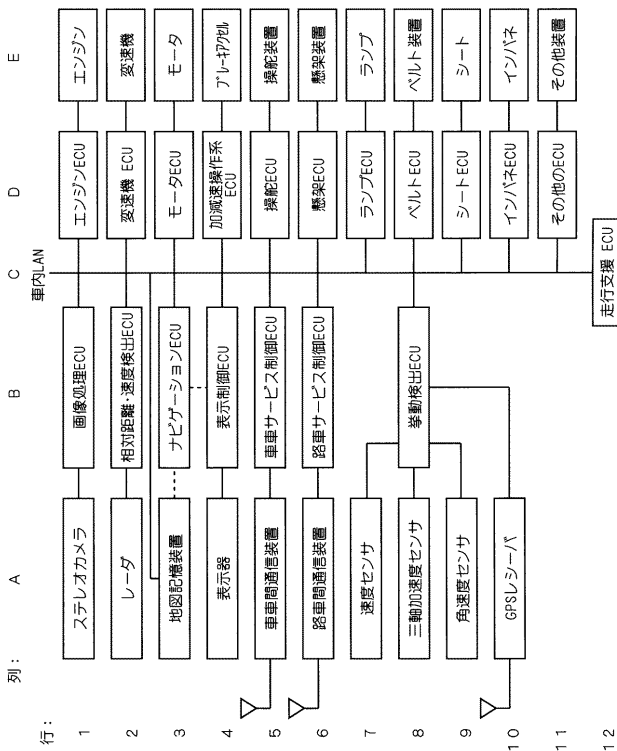 列： A B C D E
行：
車内LAN
1 ステレオカメラ 画像処理ECU エンジンECU エンジン
2 レーダ 相対距離・速度検出ECU 変速機 ECU 変速機
3 地図記憶装置 ナビゲーションECU モータECU モータ
4 表示器 表示制御ECU 加減速操作系 ECU ブレーキアクセル
5 車車間通信装置 車車サービス制御ECU 操舵ECU 操舵装置
6 路車間通信装置 路車サービス制御ECU 懸架ECU 懸架装置
7 速度センサ ランプECU ランプ
8 三軸加速度センサ 挙動検出ECU ベルトECU ベルト装置
9 角速度センサ シートECU シート
10 GPSレシーバ インパネECU インパネ
11 その他のECU その他装置
12 走行支援 ECU